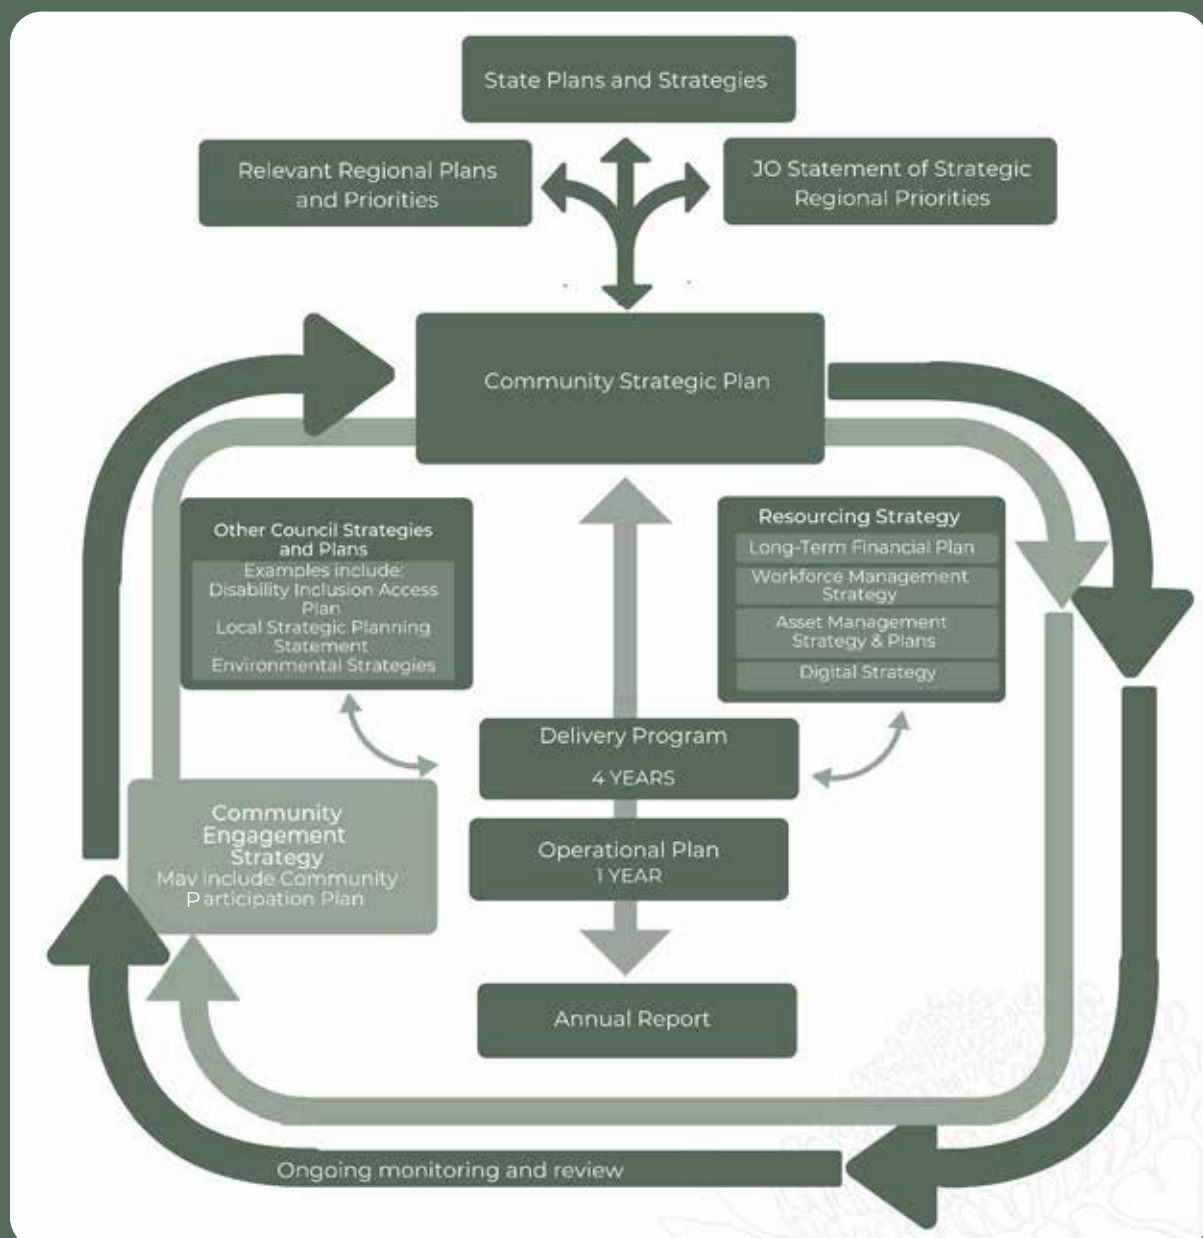 State Plans and Strategies
Relevant Regional Plans
and Priorities
JO Statement of Strategic
Regional Priorities
Community Strategic Plan
Other Council Strategies
and Plans
Examples include:
Disability Inclusion Access
Plan
Local Strategic Planning
Statement
Environmental Strategies
Resourcing Strategy
Long-Term Financial Plan
Workforce Management
Strategy
Asset Management
Strategy & Plans
Digital Strategy
Delivery Program
4 YEARS
Community
Engagement
Strategy
May include Community
Participation Plan
Operational Plan
1 YEAR
Annual Report
Ongoing monitoring and review